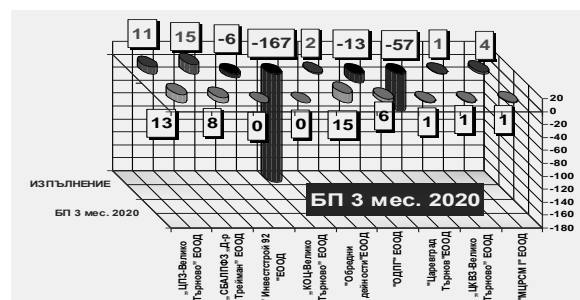 11 15 -6 -167 2 -13 -57 1 4
13 8 0 0 15 6 1 1 1
20
0
-20
-40
-60
-80
-100
-120
-140
-160
-180
ИЗПЪЛНЕНИЕ
БП 3 мес. 2020
БП 3 мес. 2020
„ЦПЗ-Велико
Търново" ЕООД
„СБАЛПФЗ „Д-р
Трейман" ЕООД
" Инвестстрой 92
"ЕООД
„КОЦ-Велико
Търново" ЕООД
"Обредни
дейности"ЕООД
"ОДПГ" ЕООД
"Царевград
Търнов "ЕООД
„ЦКВЗ-Велико
Търново" ЕООД
"МЦРСМ I" ЕООД